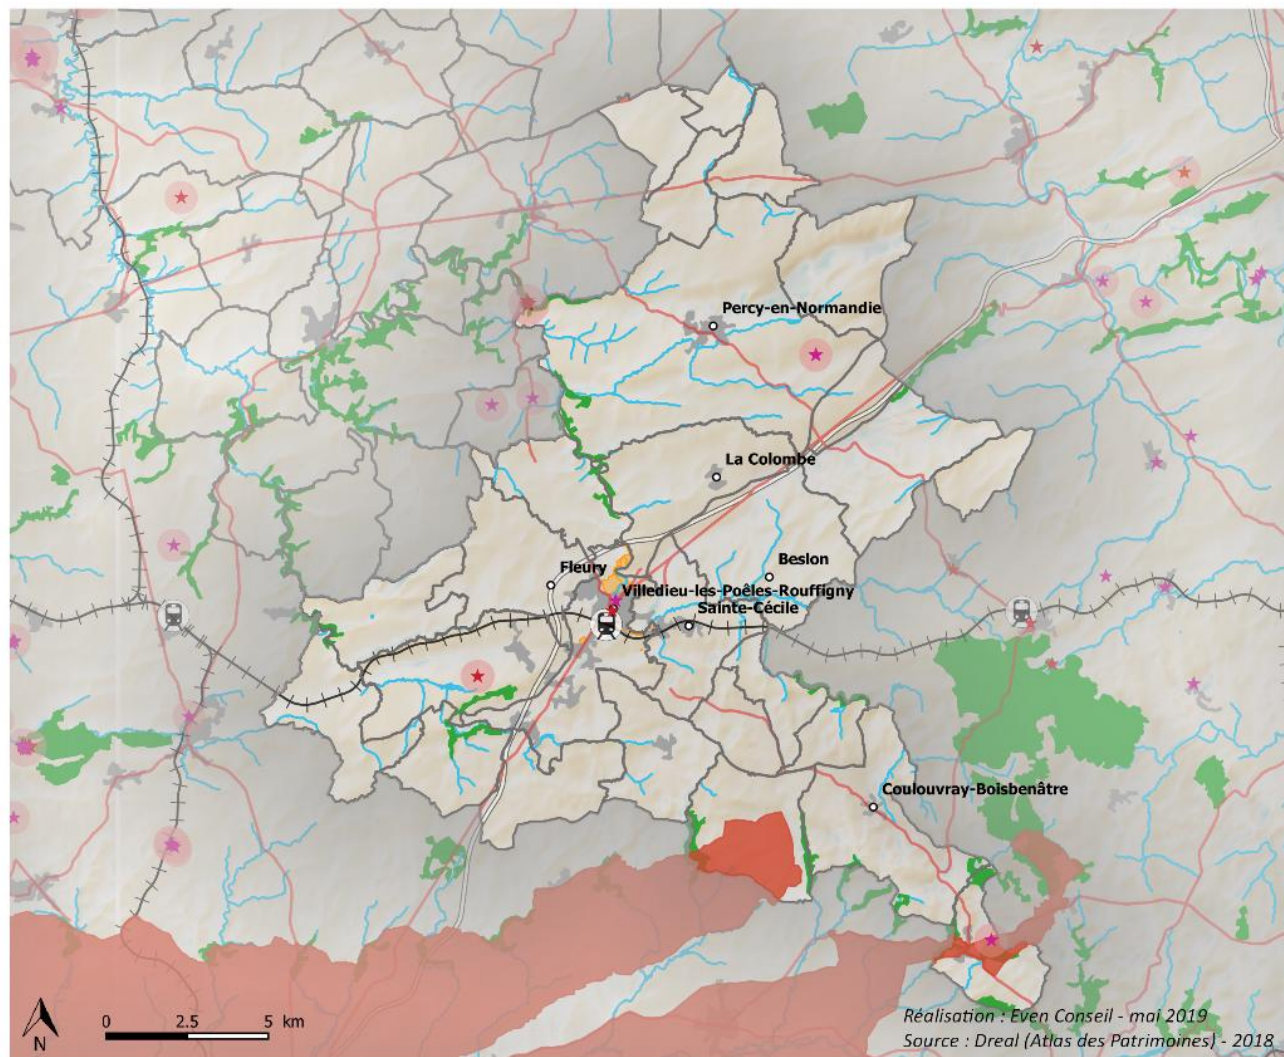 Percy-en-Normandie
La Colombe
Fleury
Beslon
Villedieu-les-Poêles-Rouffigny
Sainte-Cécile
Coulouvray-Boisbenâtre
N
0 2.5 5 km
Réalisation : Even Conseil - mai 2019
Source : Dreal (Atlas des Patrimoines) - 2018